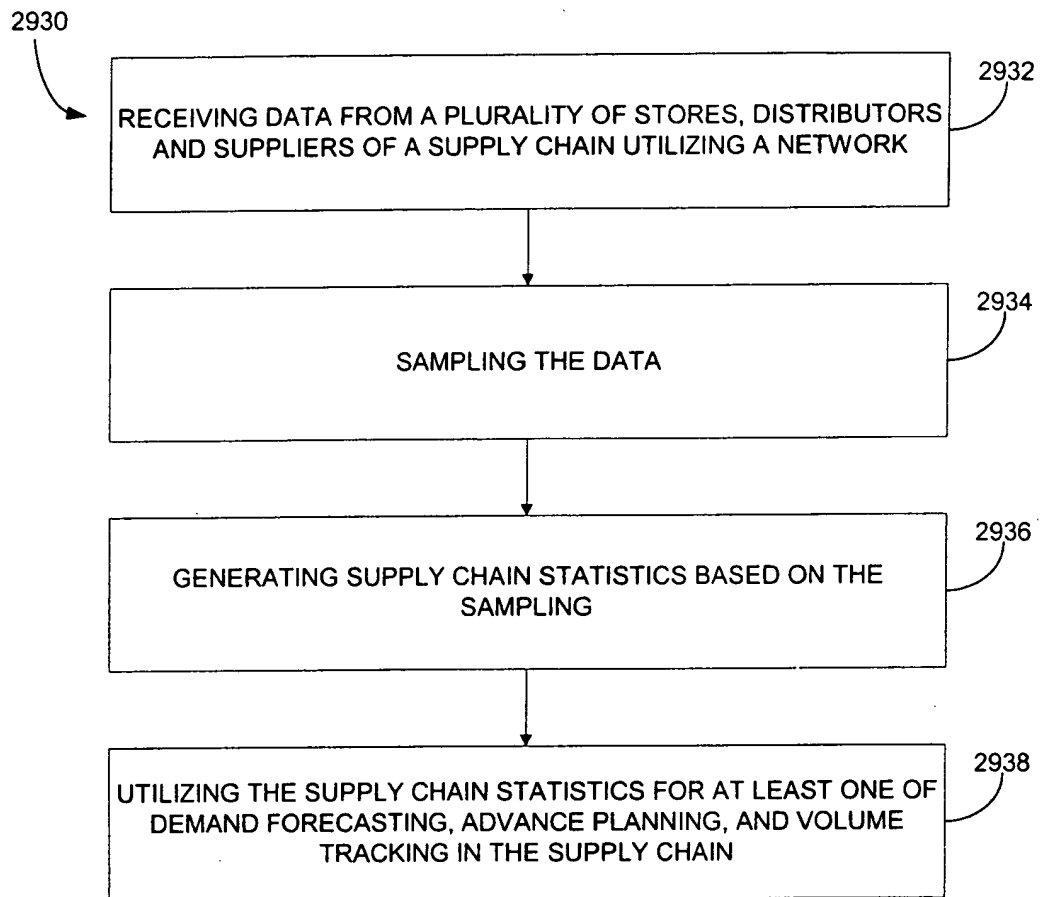 2930
2932
RECEIVING DATA FROM A PLURALITY OF STORES, DISTRIBUTORS
AND SUPPLIERS OF A SUPPLY CHAIN UTILIZING A NETWORK
2934
SAMPLING THE DATA
2936
GENERATING SUPPLY CHAIN STATISTICS BASED ON THE
SAMPLING
2938
UTILIZING THE SUPPLY CHAIN STATISTICS FOR AT LEAST ONE OF
DEMAND FORECASTING, ADVANCE PLANNING, AND VOLUME
TRACKING IN THE SUPPLY CHAIN